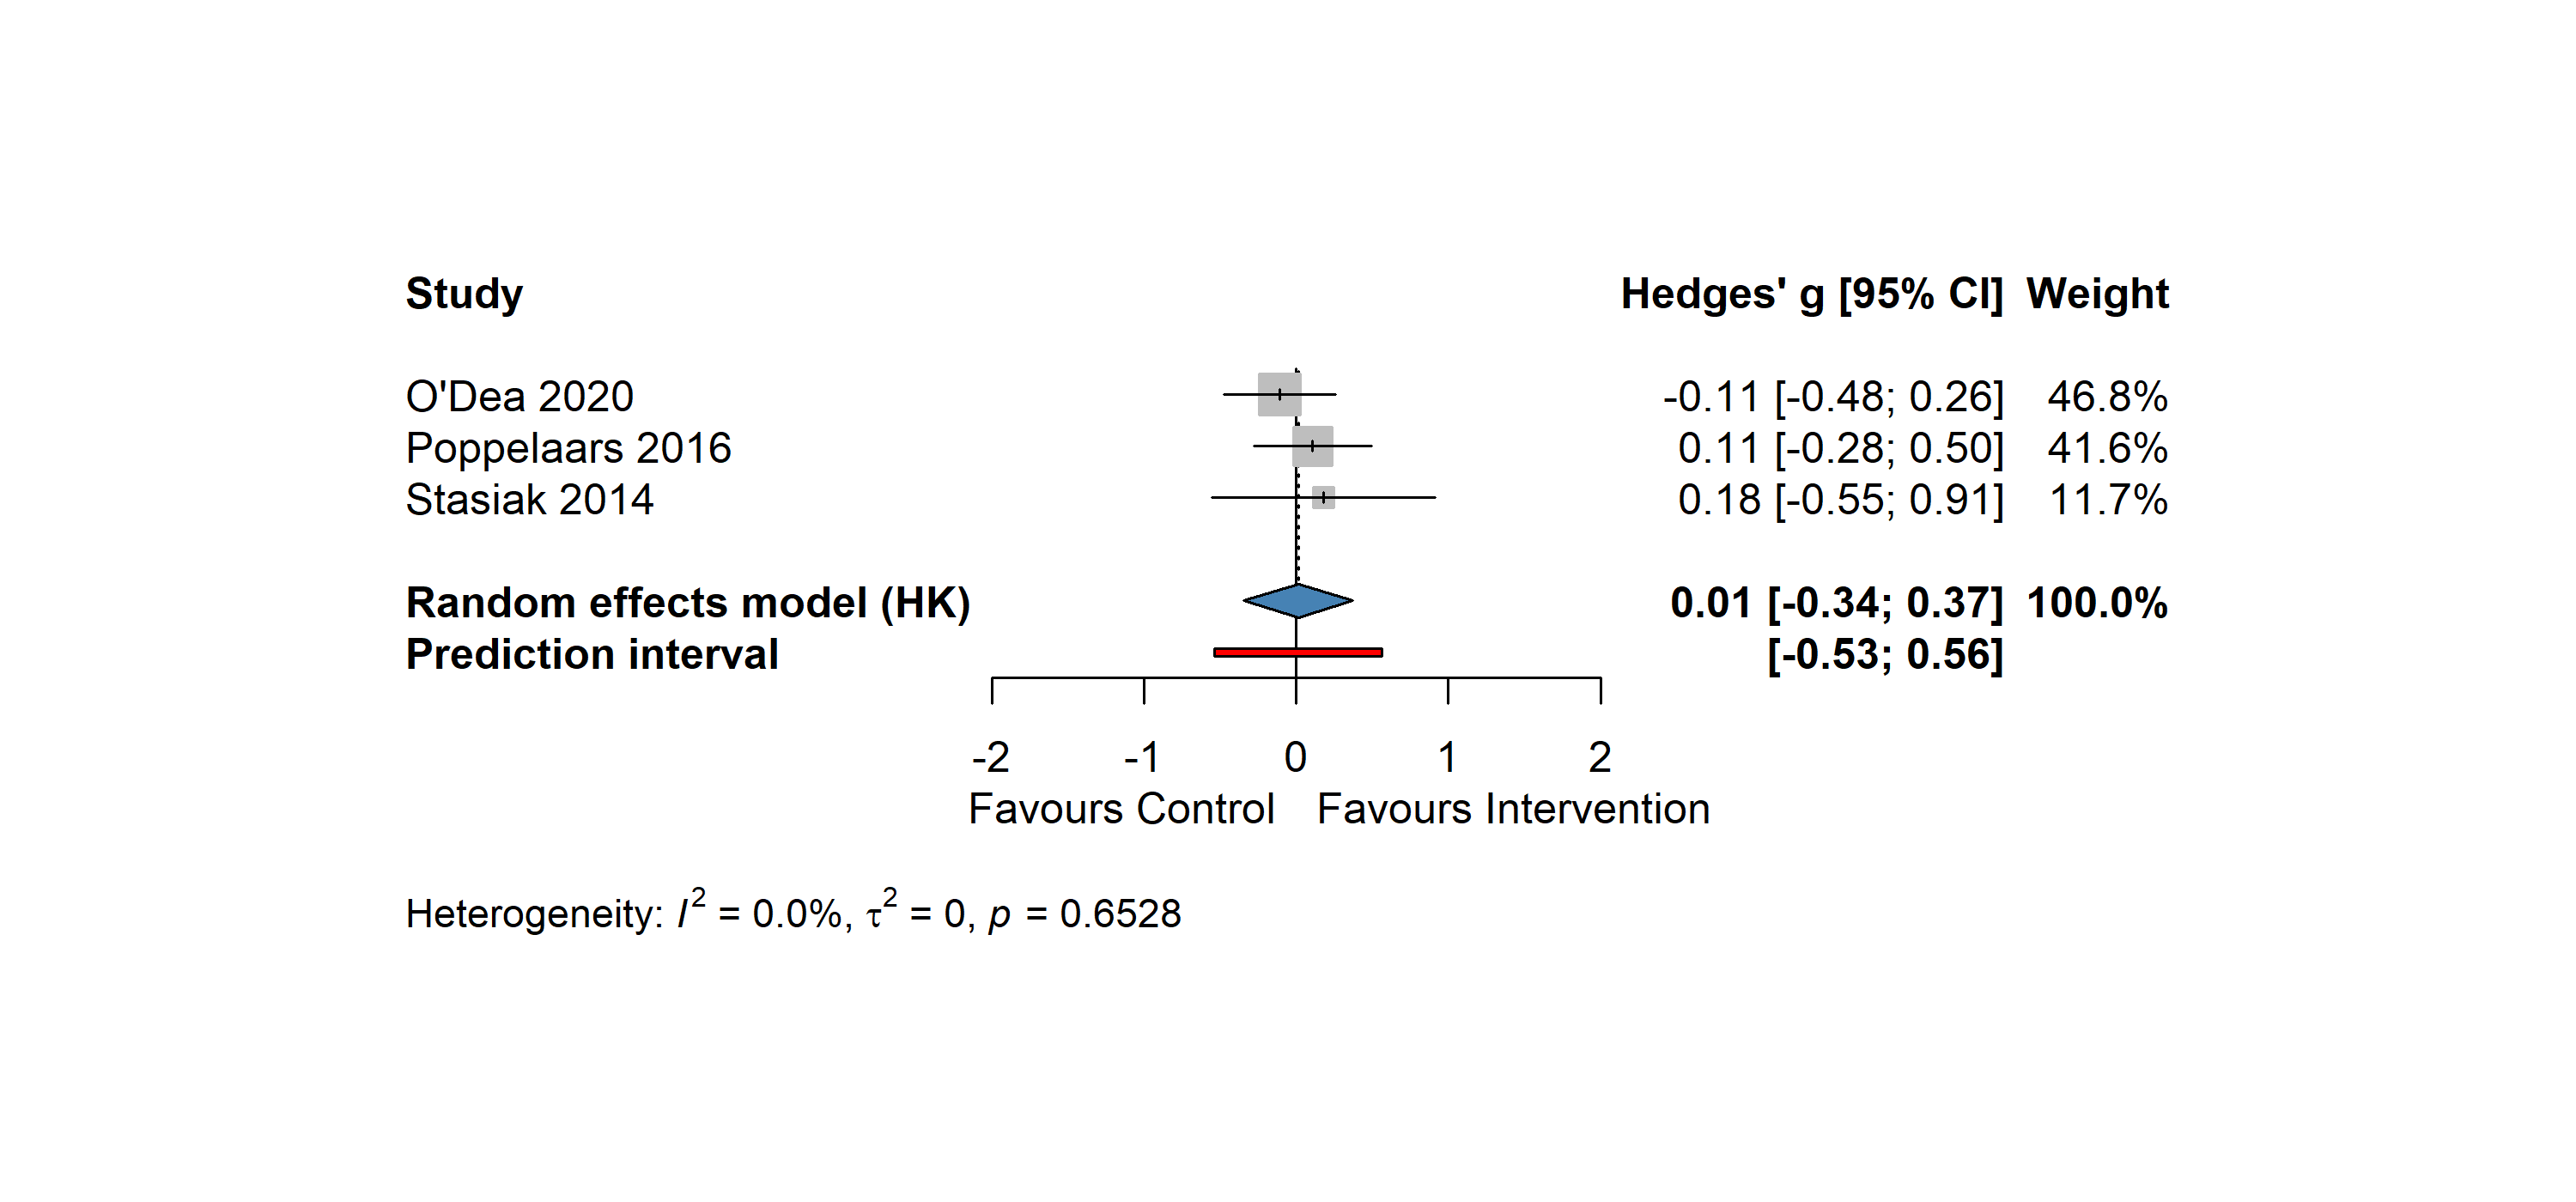 Study Hedges' g [95% CI] Weight
O'Dea 2020 -0.11 [-0.48; 0.26] 46.8%
Poppelaars 2016 0.11 [-0.28; 0.50] 41.6%
Stasiak 2014 0.18 [-0.55; 0.91] 11.7%
Random effects model (HK) 0.01 [-0.34; 0.37] 100.0%
Prediction interval [-0.53; 0.56]
-2 -1 0 1 2
Favours Control Favours Intervention
Heterogeneity: I² = 0.0%, τ² = 0, p = 0.6528